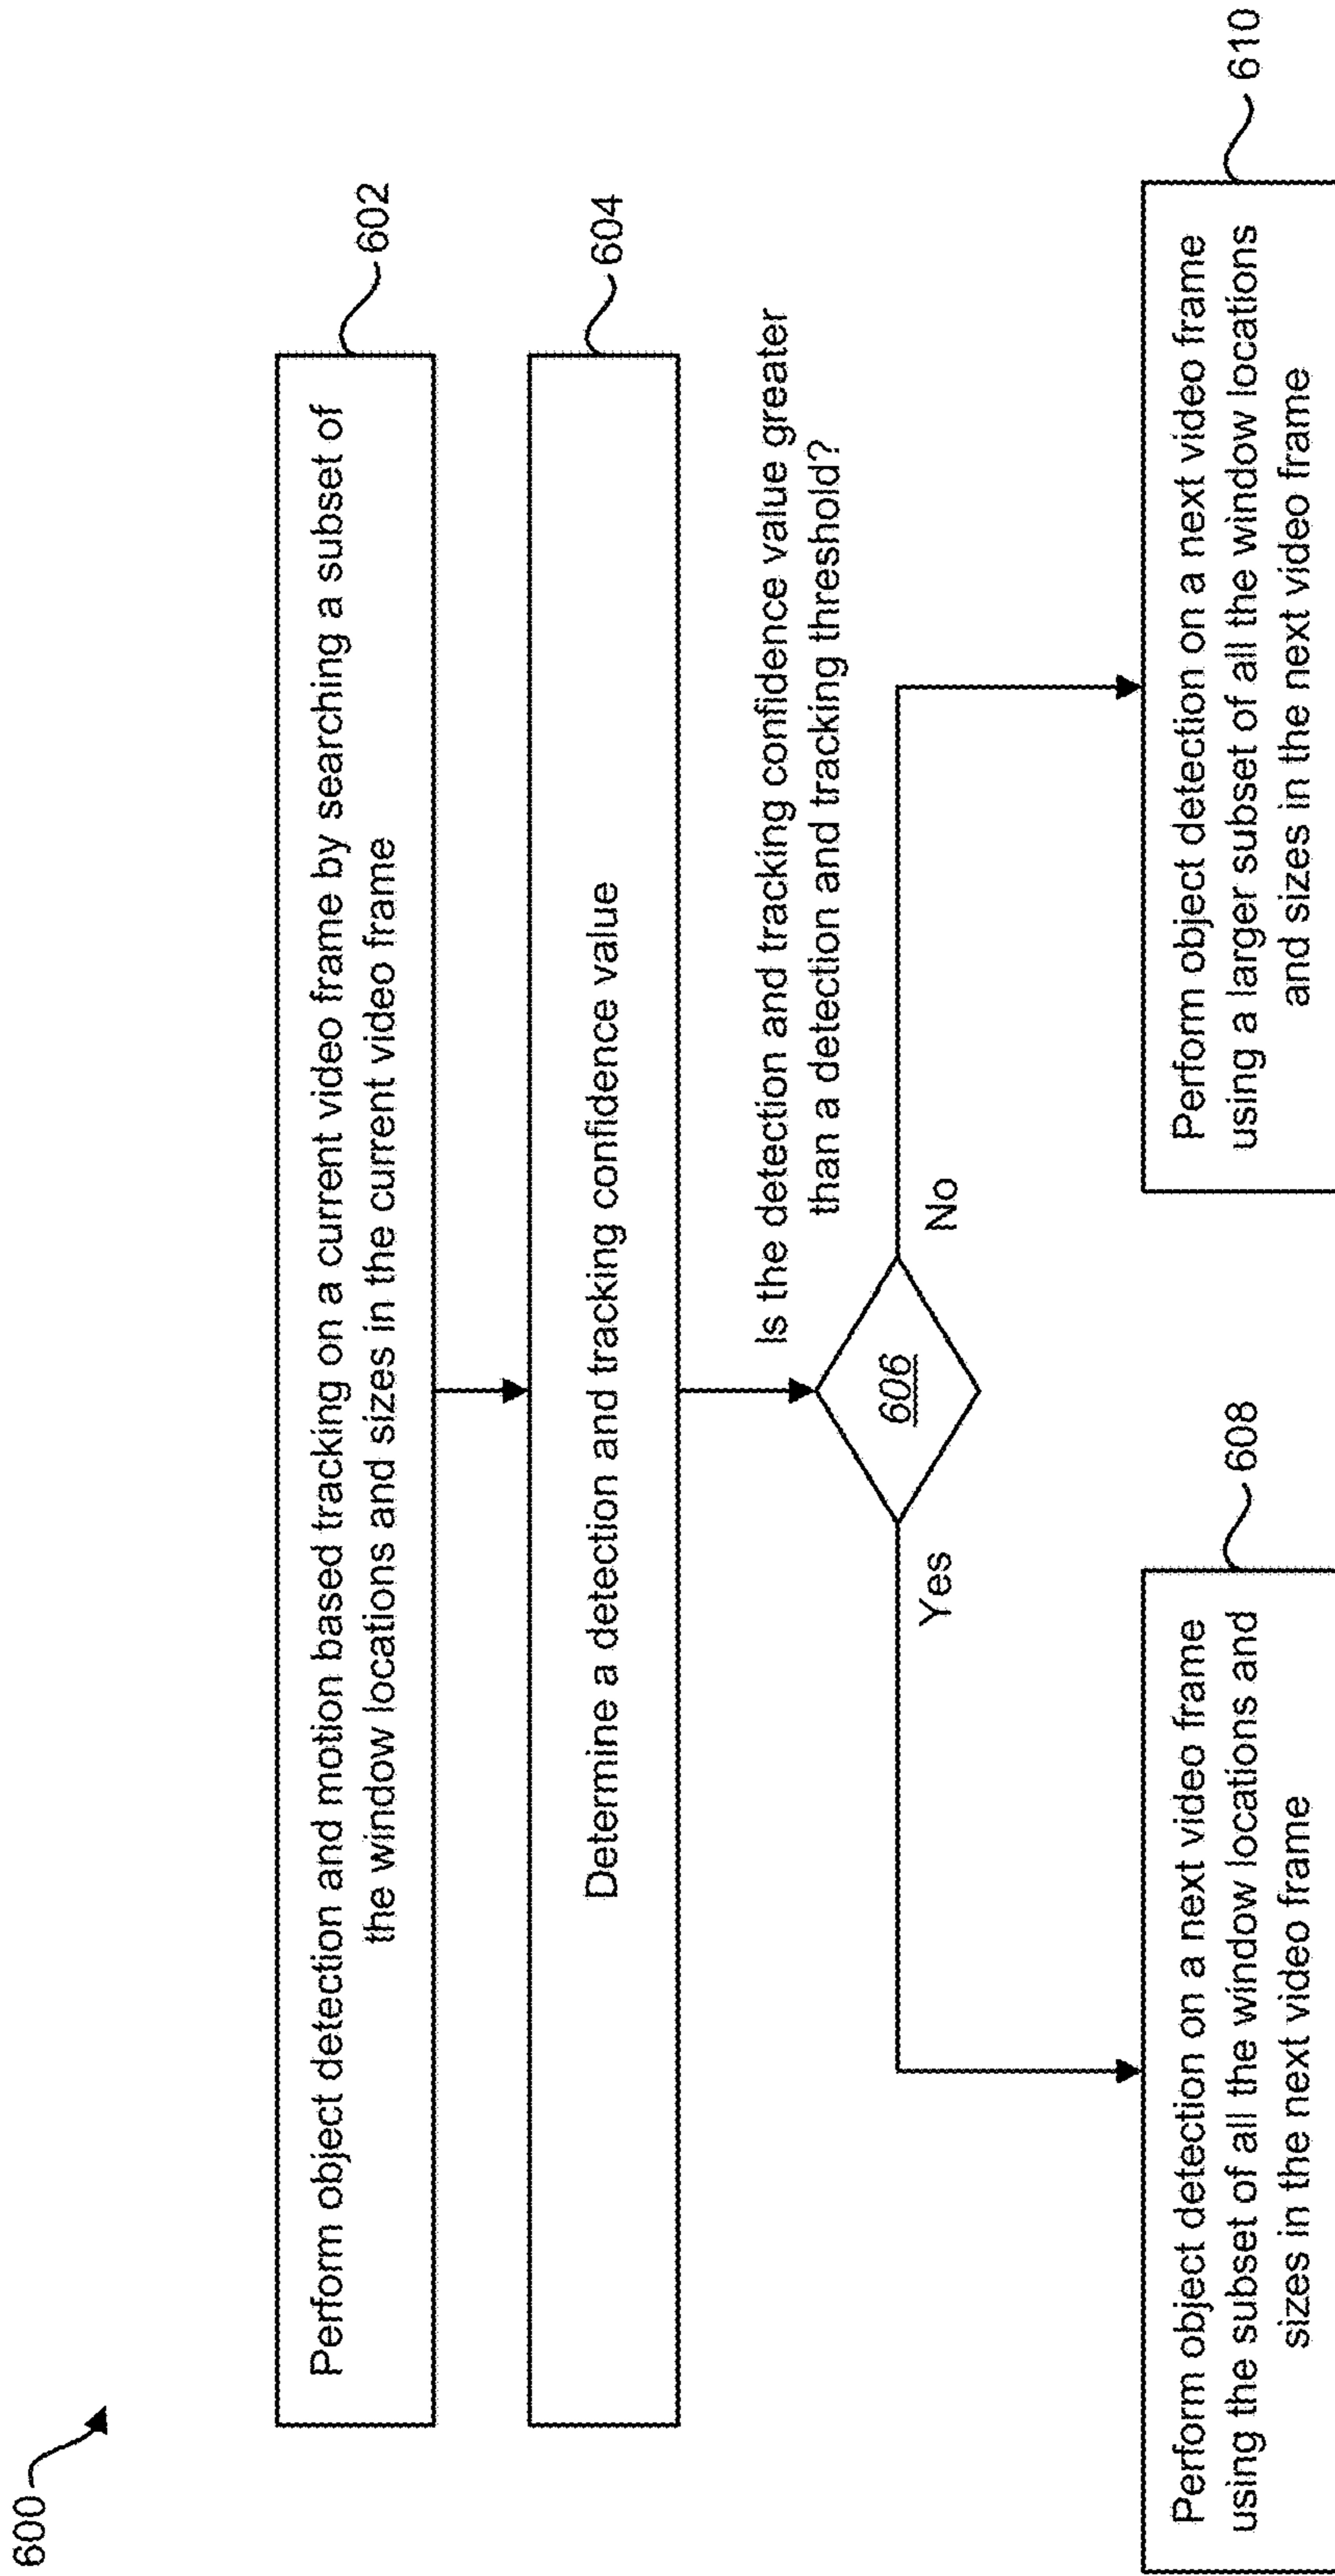 600
Perform object detection and motion based tracking on a current video frame by searching a subset of
the window locations and sizes in the current video frame
602
Determine a detection and tracking confidence value
604
Is the detection and tracking confidence value greater
than a detection and tracking threshold?
606
Yes
No
Perform object detection on a next video frame
using the subset of all the window locations and
sizes in the next video frame
608
Perform object detection on a next video frame
using a larger subset of all the window locations
and sizes in the next video frame
610